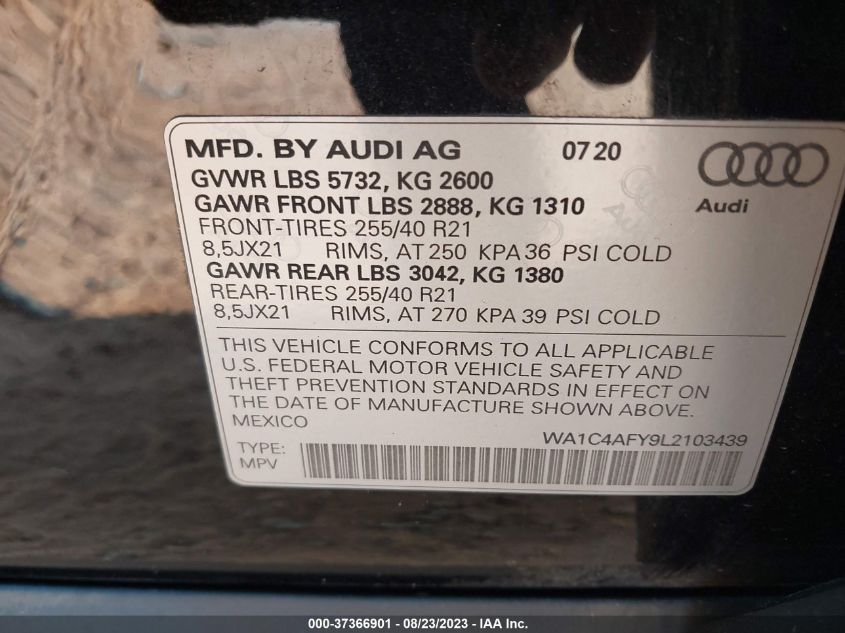 MFD. BY AUDI AG 07 20
GVWR LBS 5732, KG 2600
GAWR FRONT LBS 2888, KG 1310
FRONT-TIRES 255/40 R21
8,5JX21 RIMS, AT 250 KPA 36 PSI COLD
GAWR REAR LBS 3042, KG 1380
REAR-TIRES 255/40 R21
8,5JX21 RIMS, AT 270 KPA 39 PSI COLD
Audi
THIS VEHICLE CONFORMS TO ALL APPLICABLE
U.S. FEDERAL MOTOR VEHICLE SAFETY AND
THEFT PREVENTION STANDARDS IN EFFECT ON
THE DATE OF MANUFACTURE SHOWN ABOVE.
MEXICO
WA1C4AFY9L2103439
TYPE:
MPV
000-37366901 - 08/23/2023 - IAA Inc.